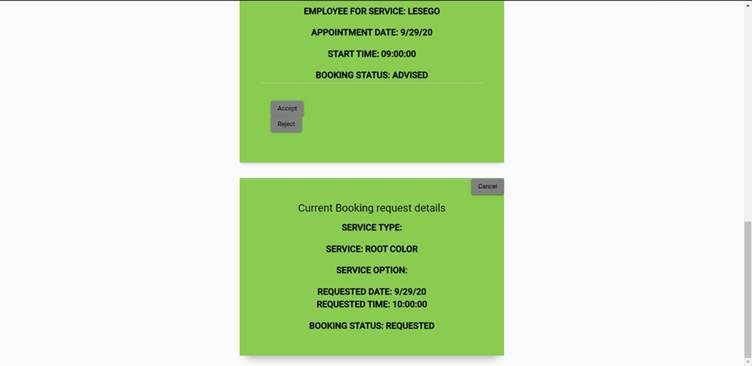 EMPLOYEE FOR SERVICE: LESEGO
APPOINTMENT DATE: 9/29/20
START TIME: 09:00:00
BOOKING STATUS: ADVISED
Accept
Reject
Cancel
Current Booking request details
SERVICE TYPE:
SERVICE: ROOT COLOR
SERVICE OPTION:
REQUESTED DATE: 9/29/20
REQUESTED TIME: 10:00:00
BOOKING STATUS: REQUESTED